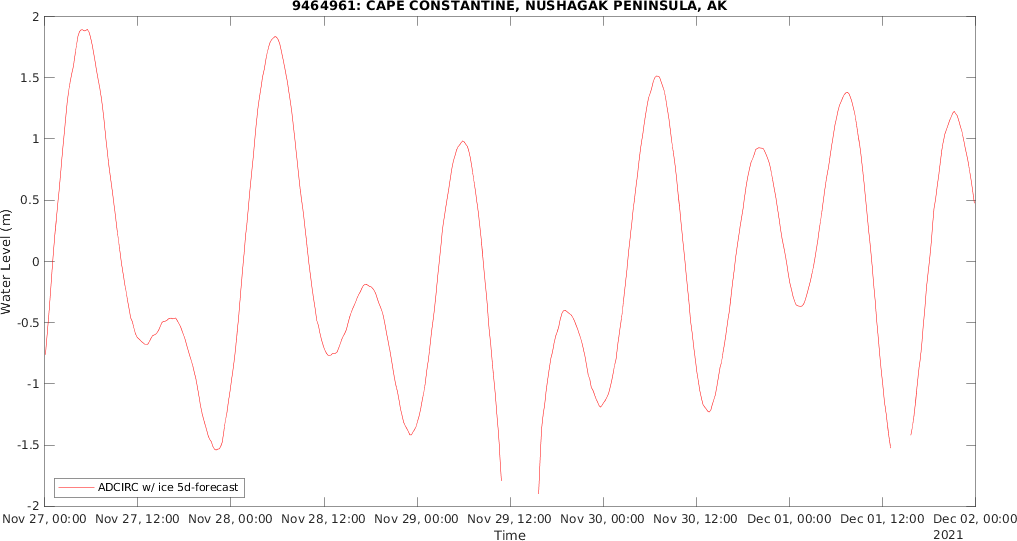 9464961: CAPE CONSTANTINE, NUSHAGAK PENINSULA, AK
2
1.5
1
0.5
0
-0.5
-1
-1.5
-2
Water Level (m)
ADCIRC w/ ice 5d-forecast
Nov 27, 00:00 Nov 27, 12:00 Nov 28, 00:00 Nov 28, 12:00 Nov 29, 00:00 Nov 29, 12:00 Nov 30, 00:00 Nov 30, 12:00 Dec 01, 00:00 Dec 01, 12:00 Dec 02, 00:00
Time
2021